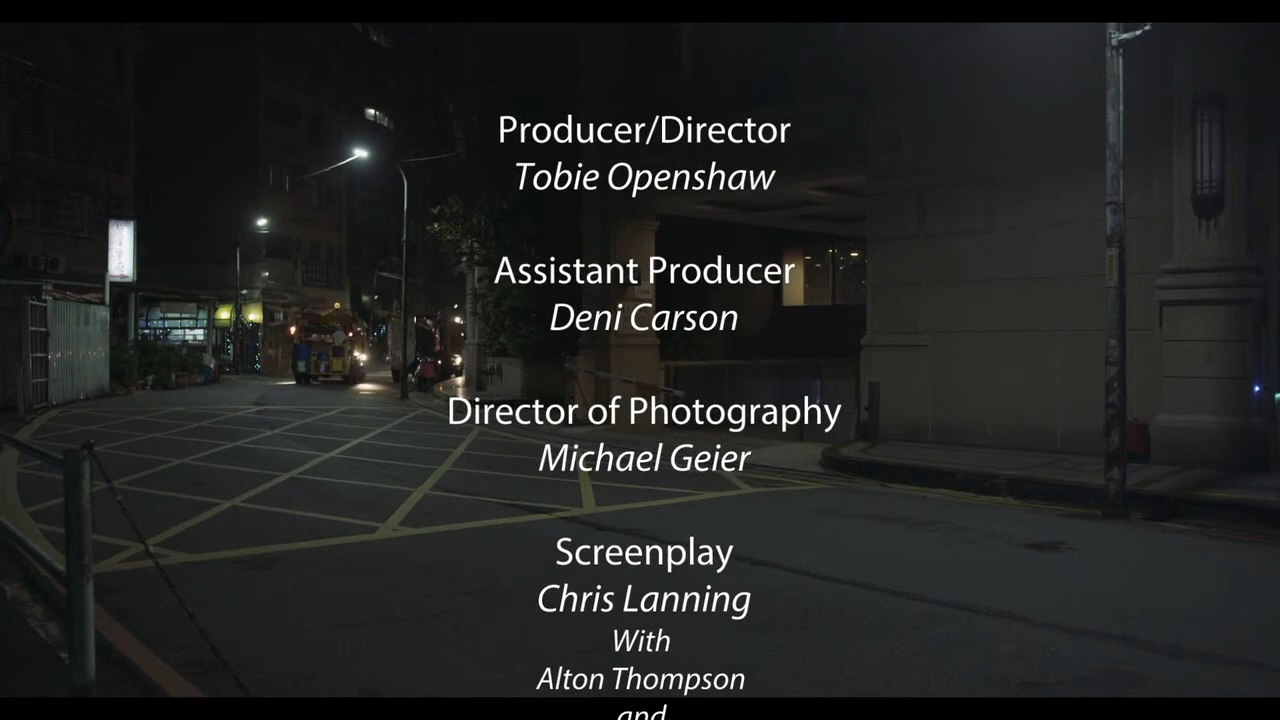 Producer/Director
Tobie Openshaw
Assistant Producer
Deni Carson
Director of Photography
Michael Geier
Screenplay
Chris Lanning
With
Alton Thompson
and